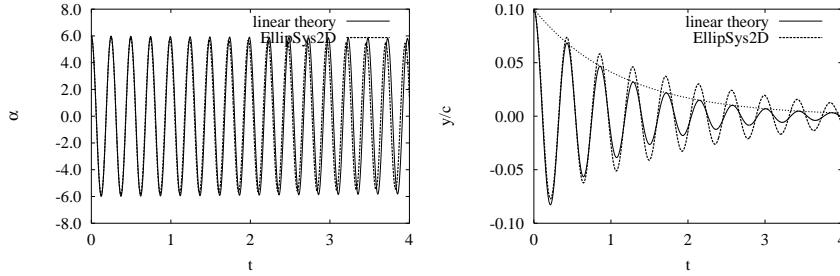 linear theory
EllipSys2D
8.0
6.0
4.0
2.0
0.0
-2.0
-4.0
-6.0
-8.0
α
0 1 2 3 4
t
linear theory
EllipSys2D
0.10
0.05
0.00
-0.05
-0.10
y/c
0 1 2 3 4
t